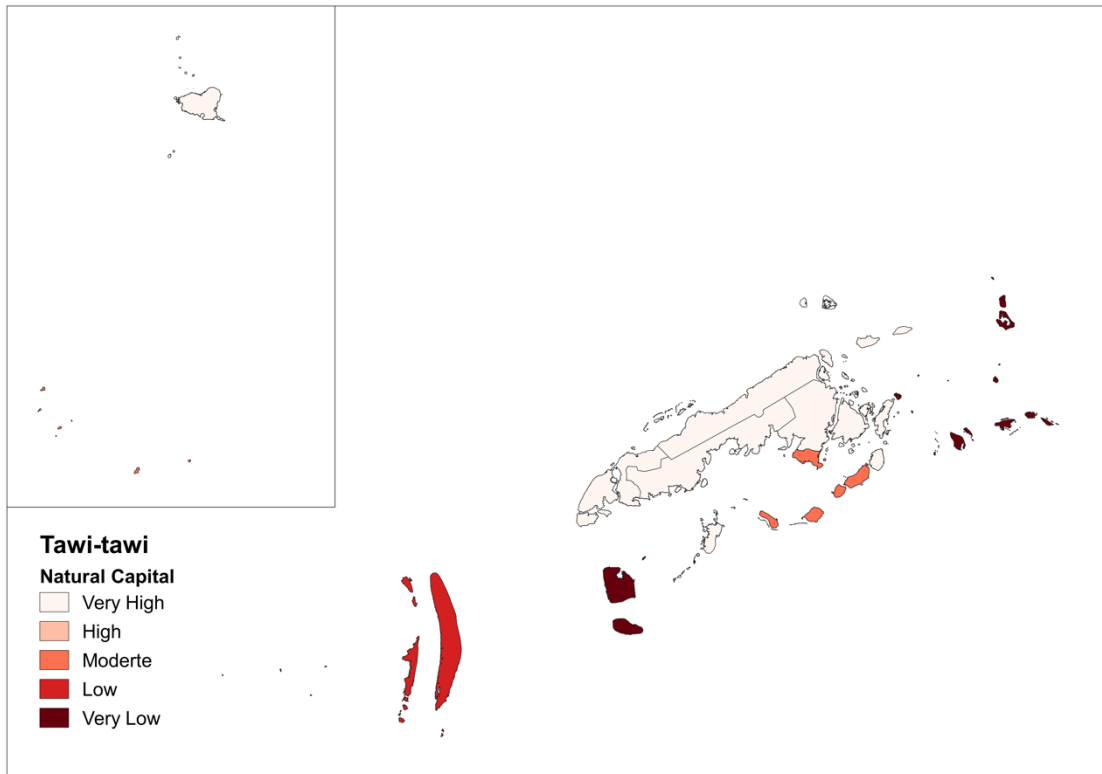 Tawi-tawi
Natural Capital
Very High
High
Moderte
Low
Very Low